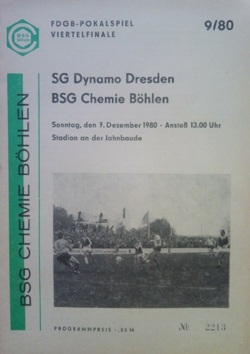 FDGB-POKALSPIEL
VIERTELFINALE
9/80
SG Dynamo Dresden
BSG Chemie Böhlen
Sonntag, den 7. Dezember 1980 - Anstoß 13.00 Uhr
Stadion an der Jahnbaude
BSG CHEMIE BÖHLEN
PROGRAMMPREIS -,25 M
№ 2213